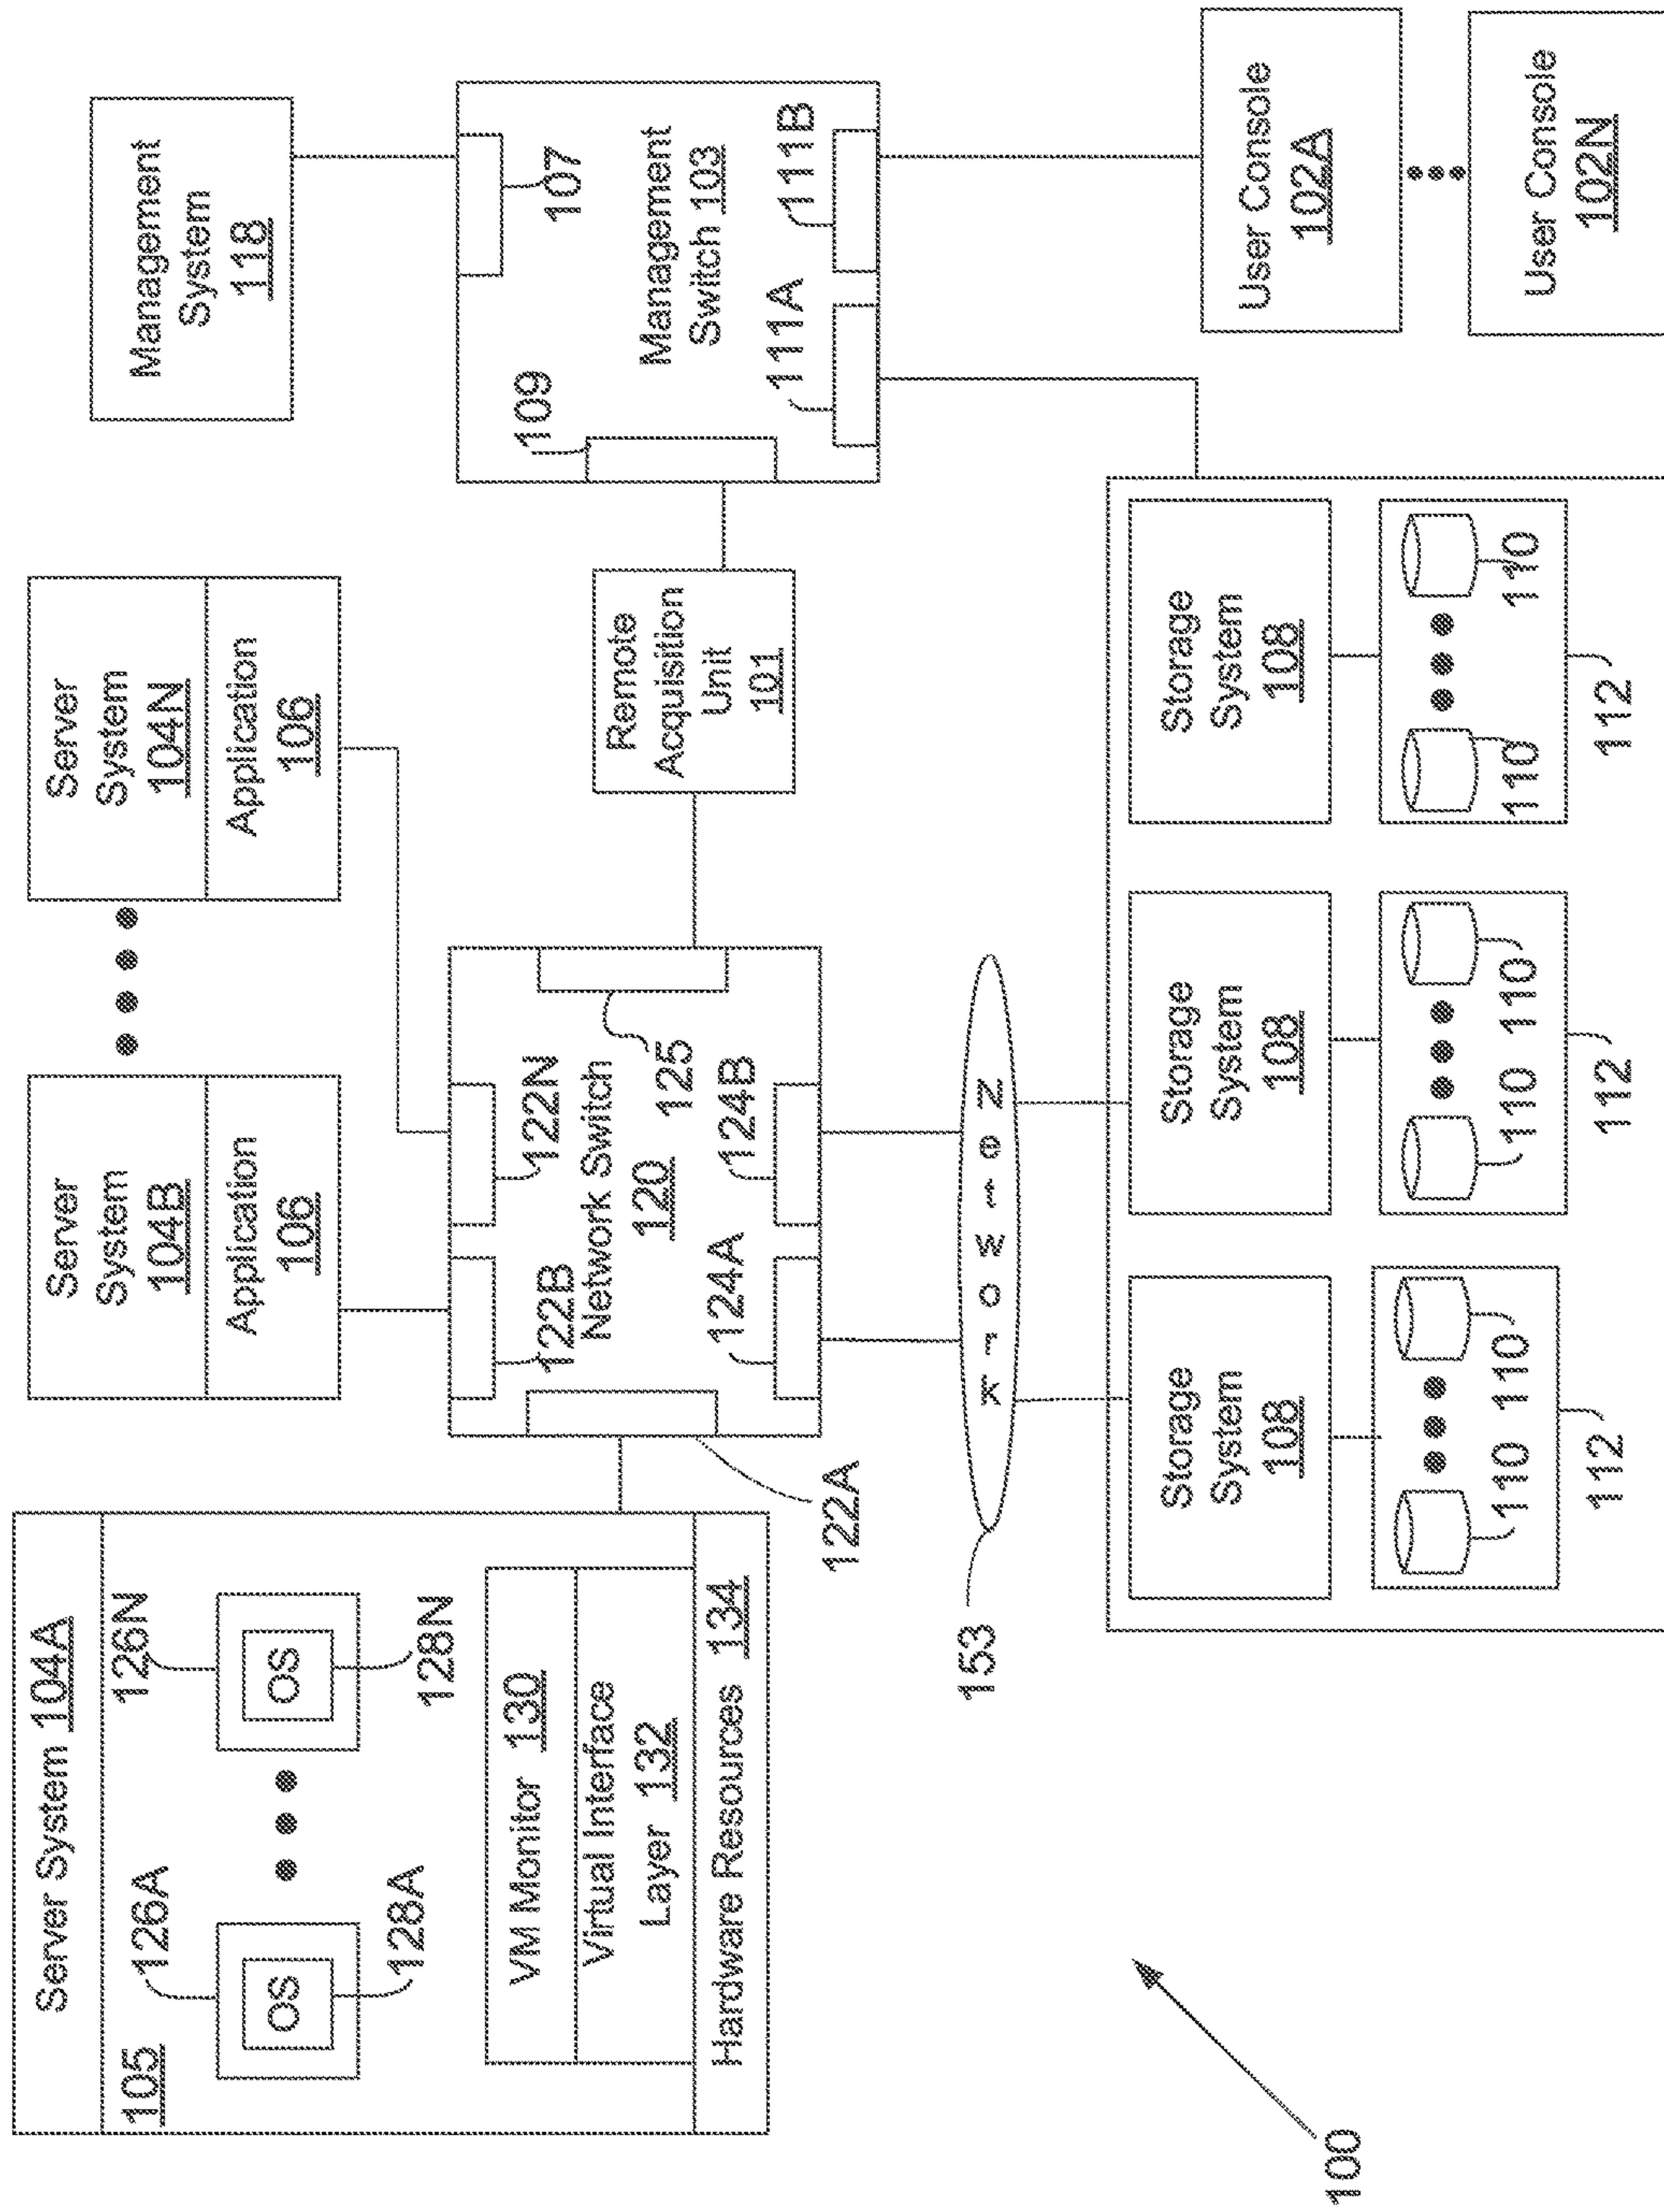 Server System 104A
105
126A
126N
OS
OS
128A
128N
VM Monitor 130
Virtual Interface
Layer 132
Hardware Resources 134
122A
Server
System
104B
Application
106
Server
System
104N
Application
106
122B
122N
Network Switch
120
125
124A
124B
Remote
Acquisition
Unit
101
Management
System
118
107
109
Management
Switch 103
111A
111B
153
Network
Storage
System
108
110
110
112
Storage
System
108
110
110
112
Storage
System
108
110
110
112
User Console
102A
User Console
102N
100